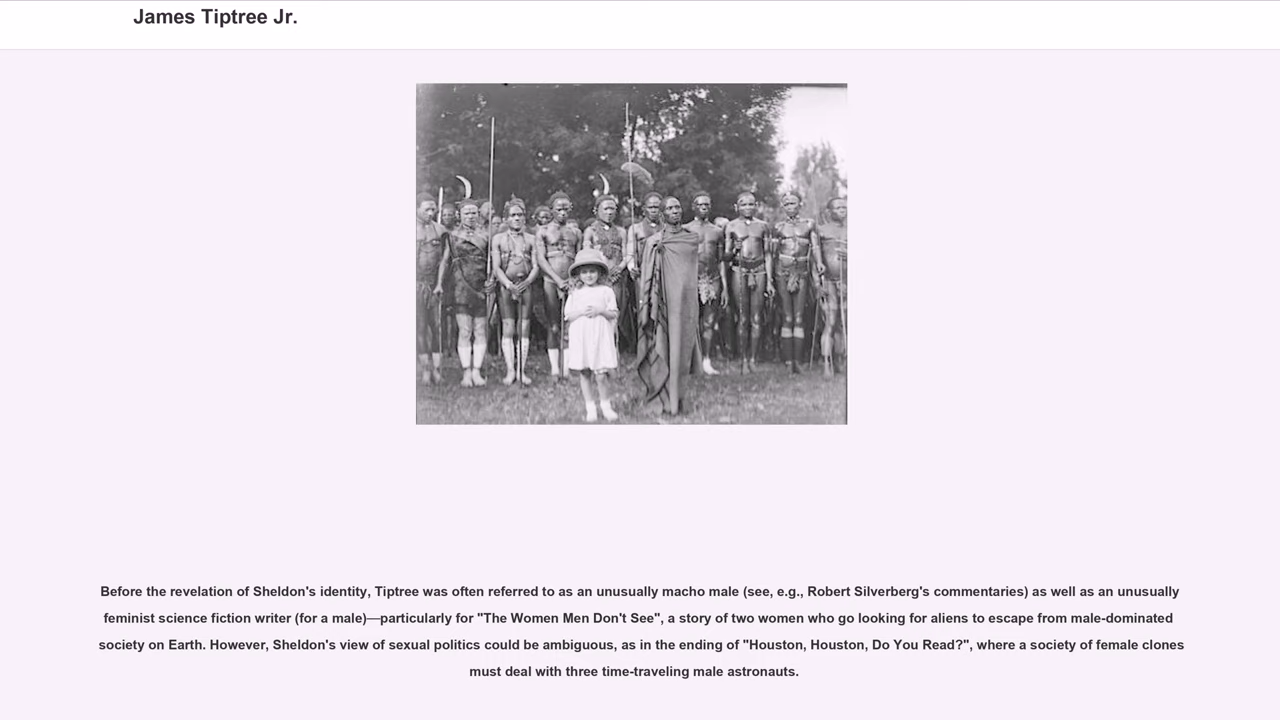 James Tiptree Jr.
Before the revelation of Sheldon's identity, Tiptree was often referred to as an unusually macho male (see, e.g., Robert Silverberg's commentaries) as well as an unusually
feminist science fiction writer (for a male)—particularly for "The Women Men Don't See", a story of two women who go looking for aliens to escape from male-dominated
society on Earth. However, Sheldon's view of sexual politics could be ambiguous, as in the ending of "Houston, Houston, Do You Read?", where a society of female clones
must deal with three time-traveling male astronauts.